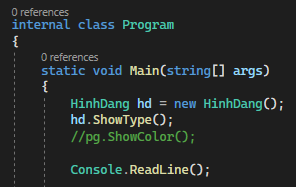 0 references
internal class Program
{
0 references
static void Main(string[] args)
{
HinhDang hd = new HinhDang();
hd.ShowType();
//pg.ShowColor();
Console.ReadLine();